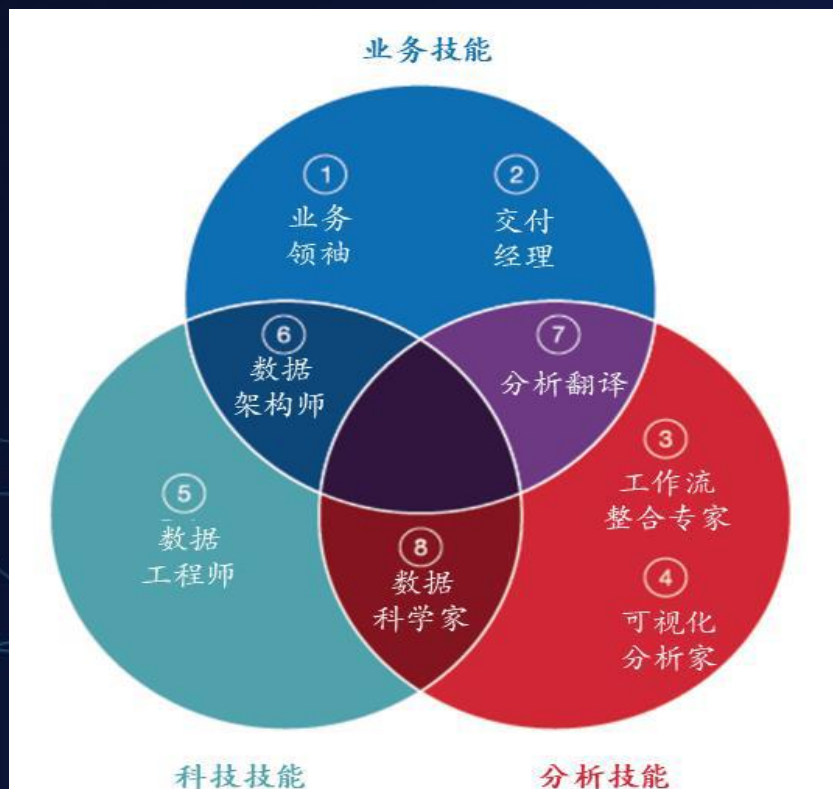 业务技能
①
业务
领袖
②
交付
经理
⑥
数据
架构师
⑦
分析翻译
③
工作流
整合专家
⑤
数据
工程师
⑧
数据
科学家
④
可视化
分析家
科技技能
分析技能